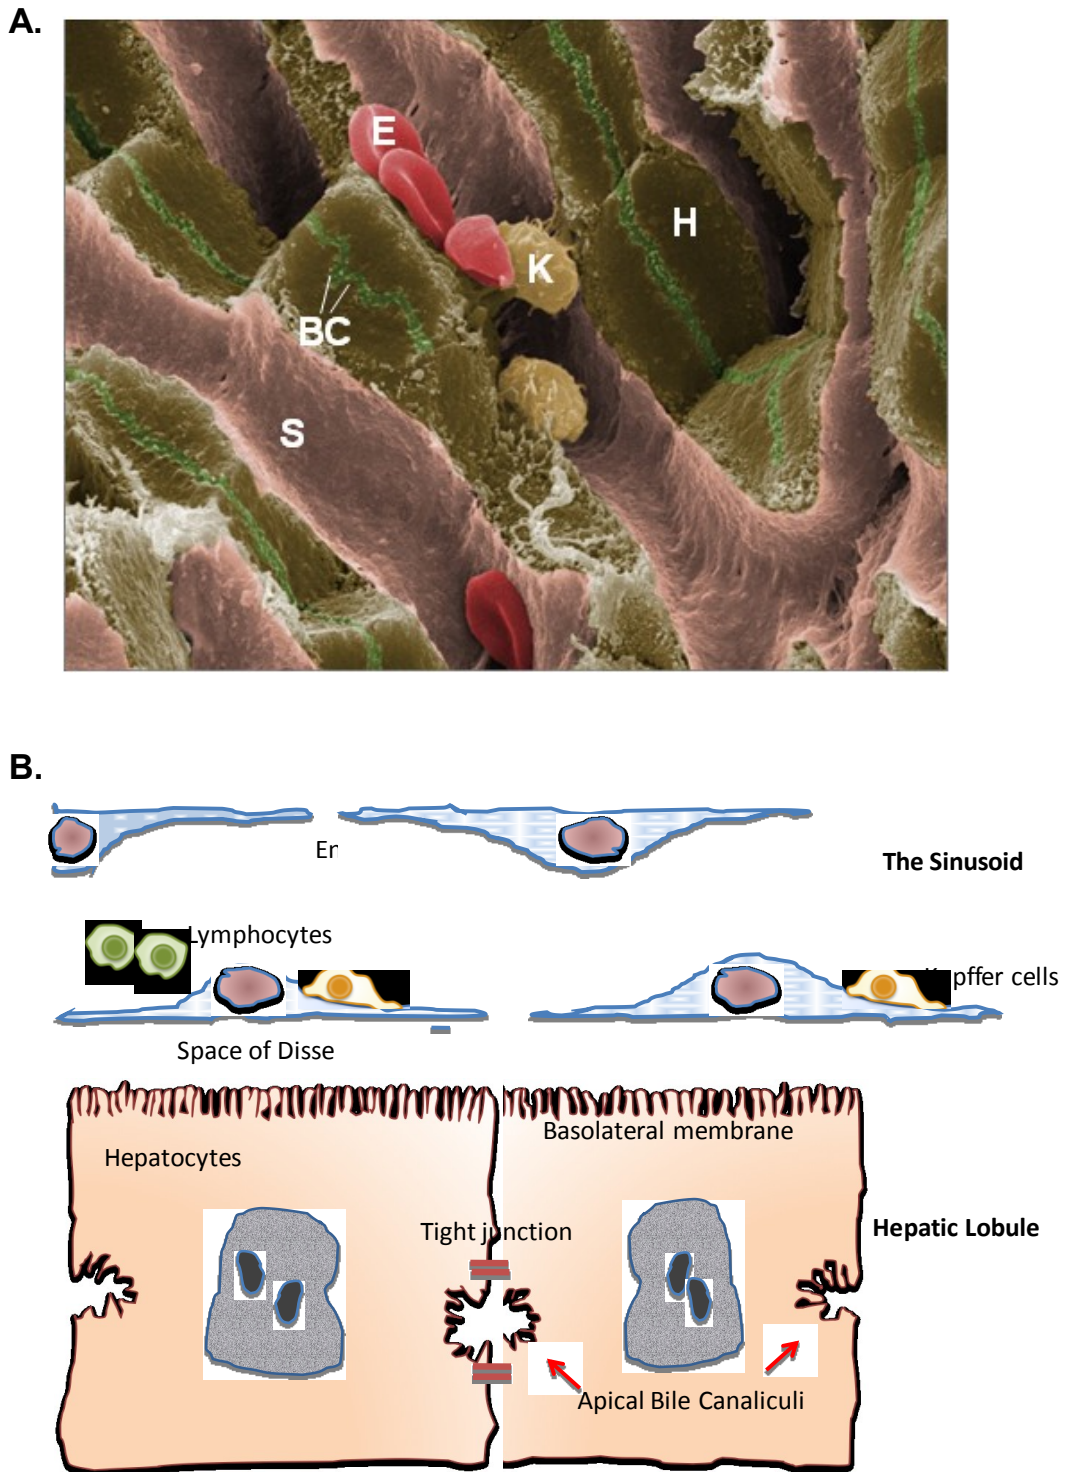 A.
E
K
H
BC
S
B.
En
The Sinusoid
Lymphocytes
pffer cells
Space of Disse
Basolateral membrane
Hepatocytes
Tight junction
Hepatic Lobule
Apical Bile Canaliculi